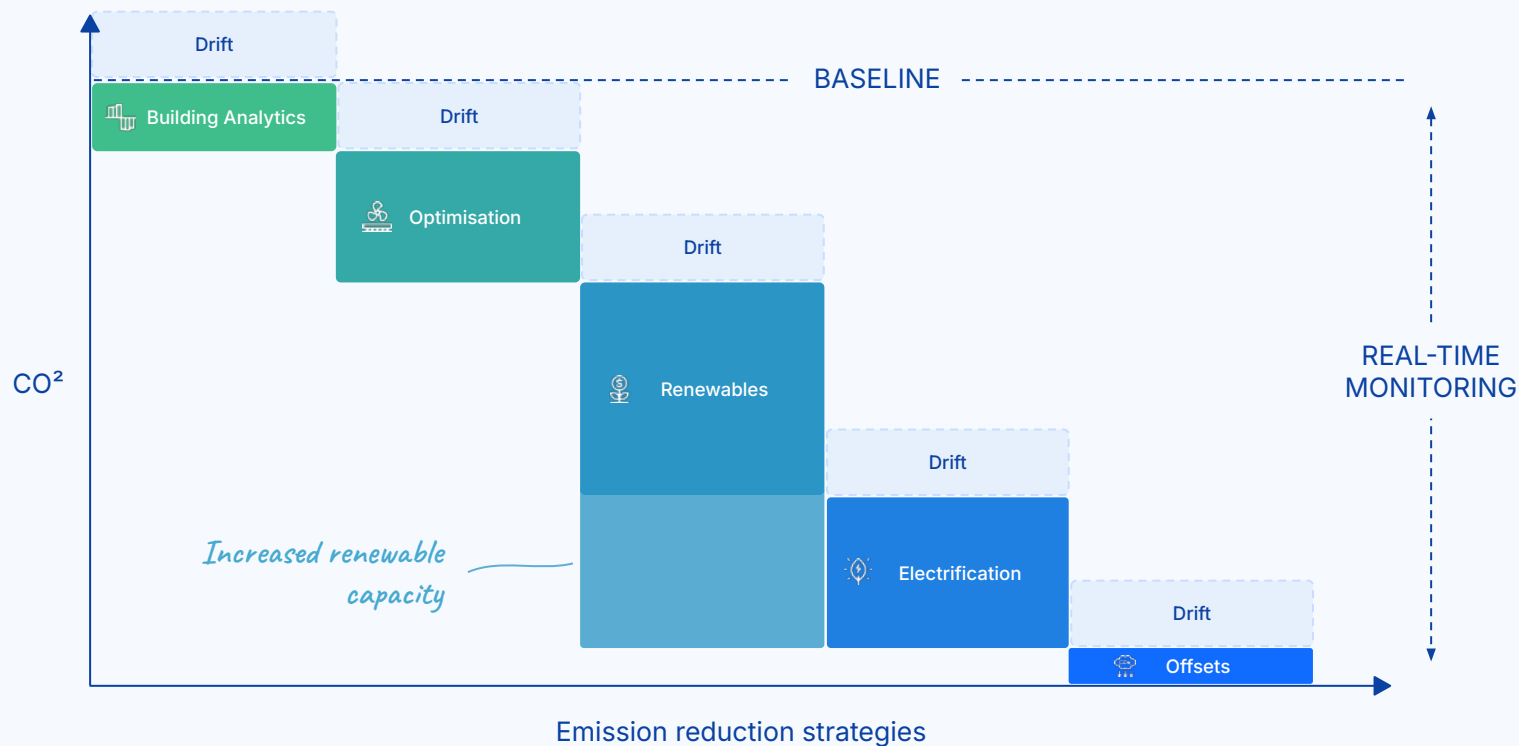 Drift
BASELINE
Building Analytics
Drift
Optimisation
Drift
CO²
REAL-TIME
MONITORING
Renewables
Drift
Increased renewable
capacity
Electrification
Drift
Offsets
Emission reduction strategies